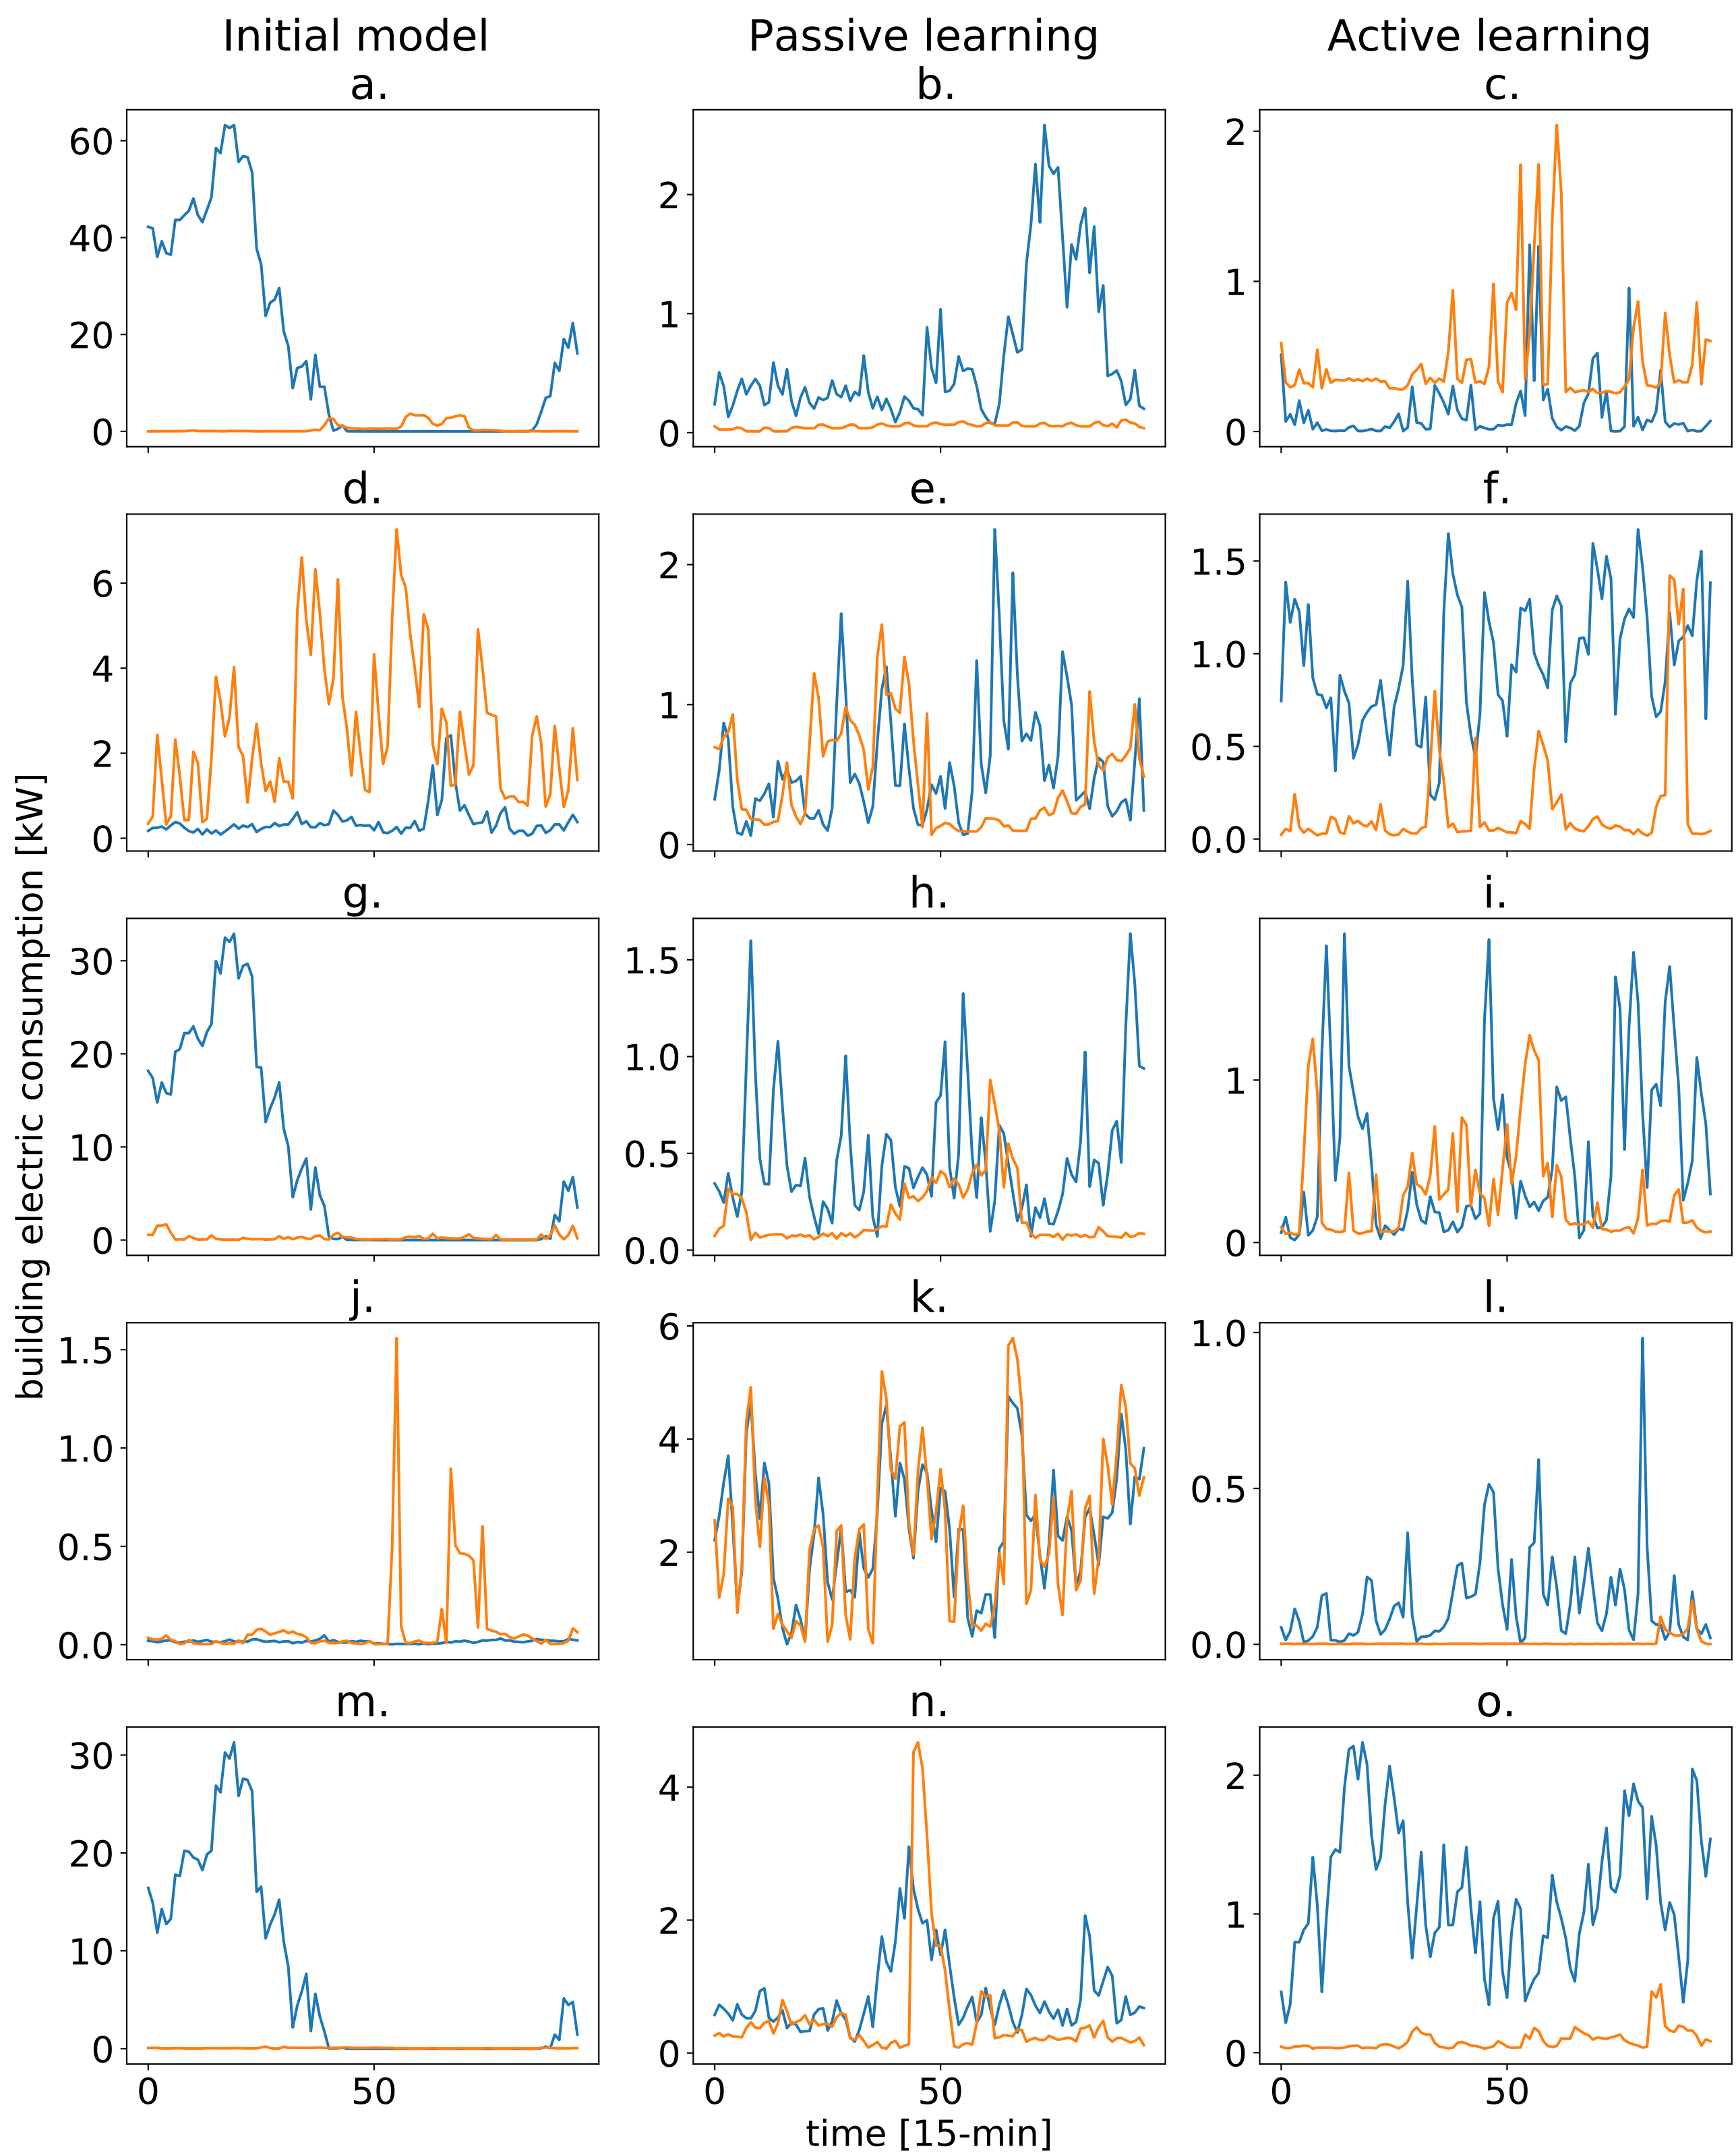 Initial model Passive learning Active learning
a. b. c.
60 40 20 0
2 1 0
2 1 0
d. e. f.
6 4 2 0
2 1 0
1.5 1.0 0.5 0.0
g. h. i.
30 20 10 0
1.5 1.0 0.5 0.0
1 0
j. k. l.
1.5 1.0 0.5 0.0
6 4 2
1.0 0.5 0.0
m. n. o.
30 20 10 0
4 2 0
2 1 0
0 50 0 50 0 50
time [15-min]
building electric consumption [kW]